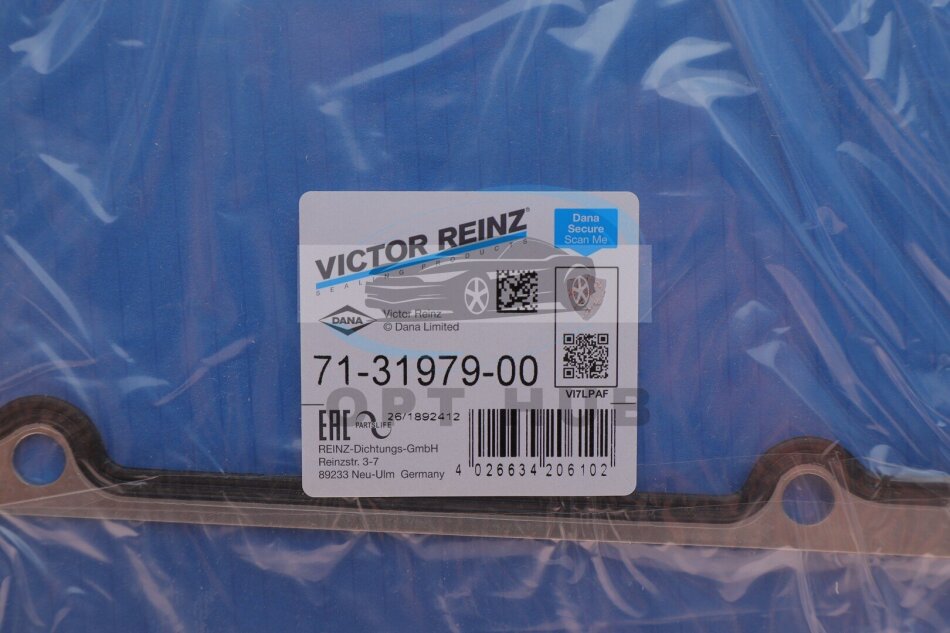 VICTOR REINZ®
SEALING PRODUCTS
Dana
Secure
Scan Me
DANA
Victor Reinz
© Dana Limited
71-31979-00
VI7LPAF
OPT HUB
EAC
PARTSLIFE
26/1892412
REINZ-Dichtungs-GmbH
Reinzstr. 3-7
89233 Neu-Ulm Germany
4 026634 206102